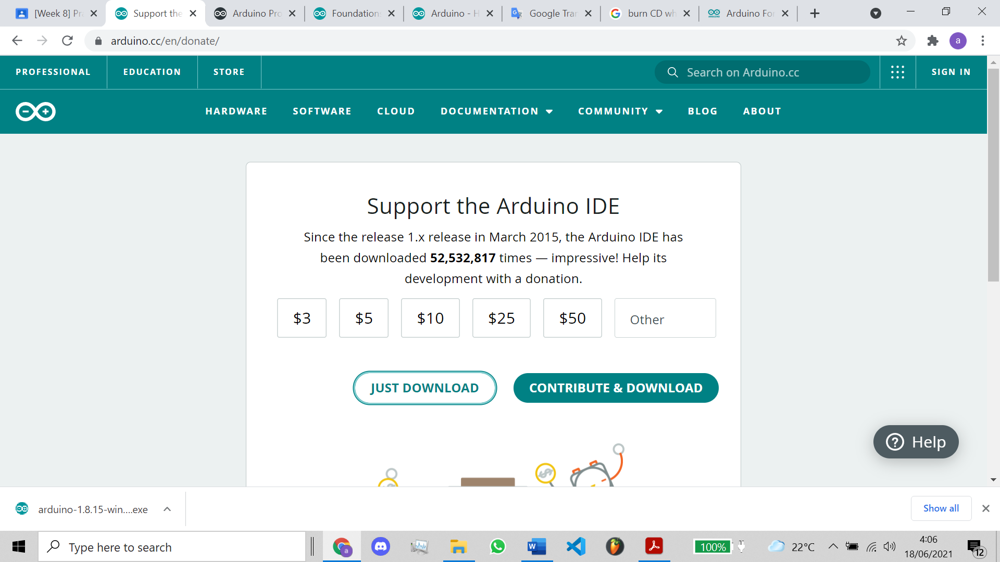 [Week 8] Pr
Support the
Arduino Pro
Foundation
Arduino - H
Google Tra
burn CD wh
Arduino For
a
arduino.cc/en/donate/
PROFESSIONAL
EDUCATION
STORE
Search on Arduino.cc
SIGN IN
HARDWARE
SOFTWARE
CLOUD
DOCUMENTATION
COMMUNITY
BLOG
ABOUT
Support the Arduino IDE
Since the release 1.x release in March 2015, the Arduino IDE has
been downloaded 52,532,817 times — impressive! Help its
development with a donation.
$3
$5
$10
$25
$50
Other
JUST DOWNLOAD
CONTRIBUTE & DOWNLOAD
Help
arduino-1.8.15-win....exe
Show all
Type here to search
100%
22°C
4:06
18/06/2021
12